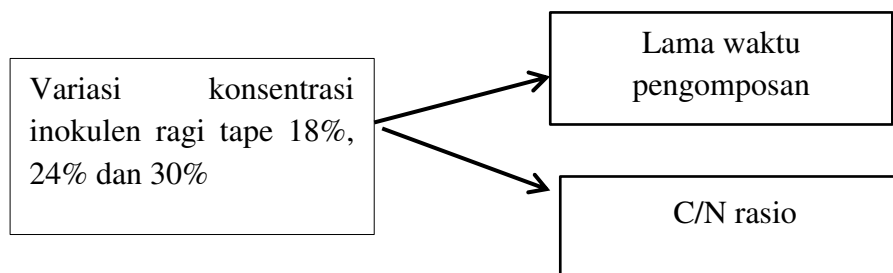 Variasi konsentrasi
inokulen ragi tape 18%,
24% dan 30%
Lama waktu
pengomposan
C/N rasio